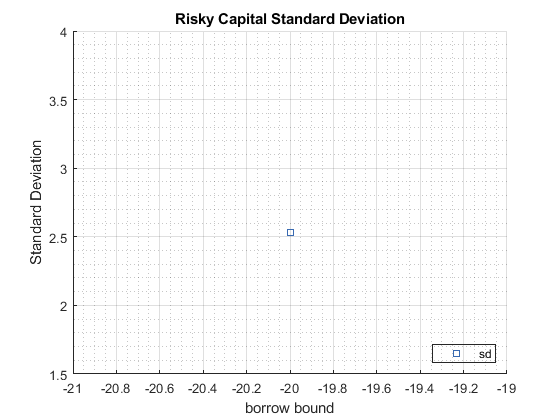 Risky Capital Standard Deviation
4
3.5
3
2.5
2
1.5
Standard Deviation
sd
-21 -20.8 -20.6 -20.4 -20.2 -20 -19.8 -19.6 -19.4 -19.2 -19
borrow bound